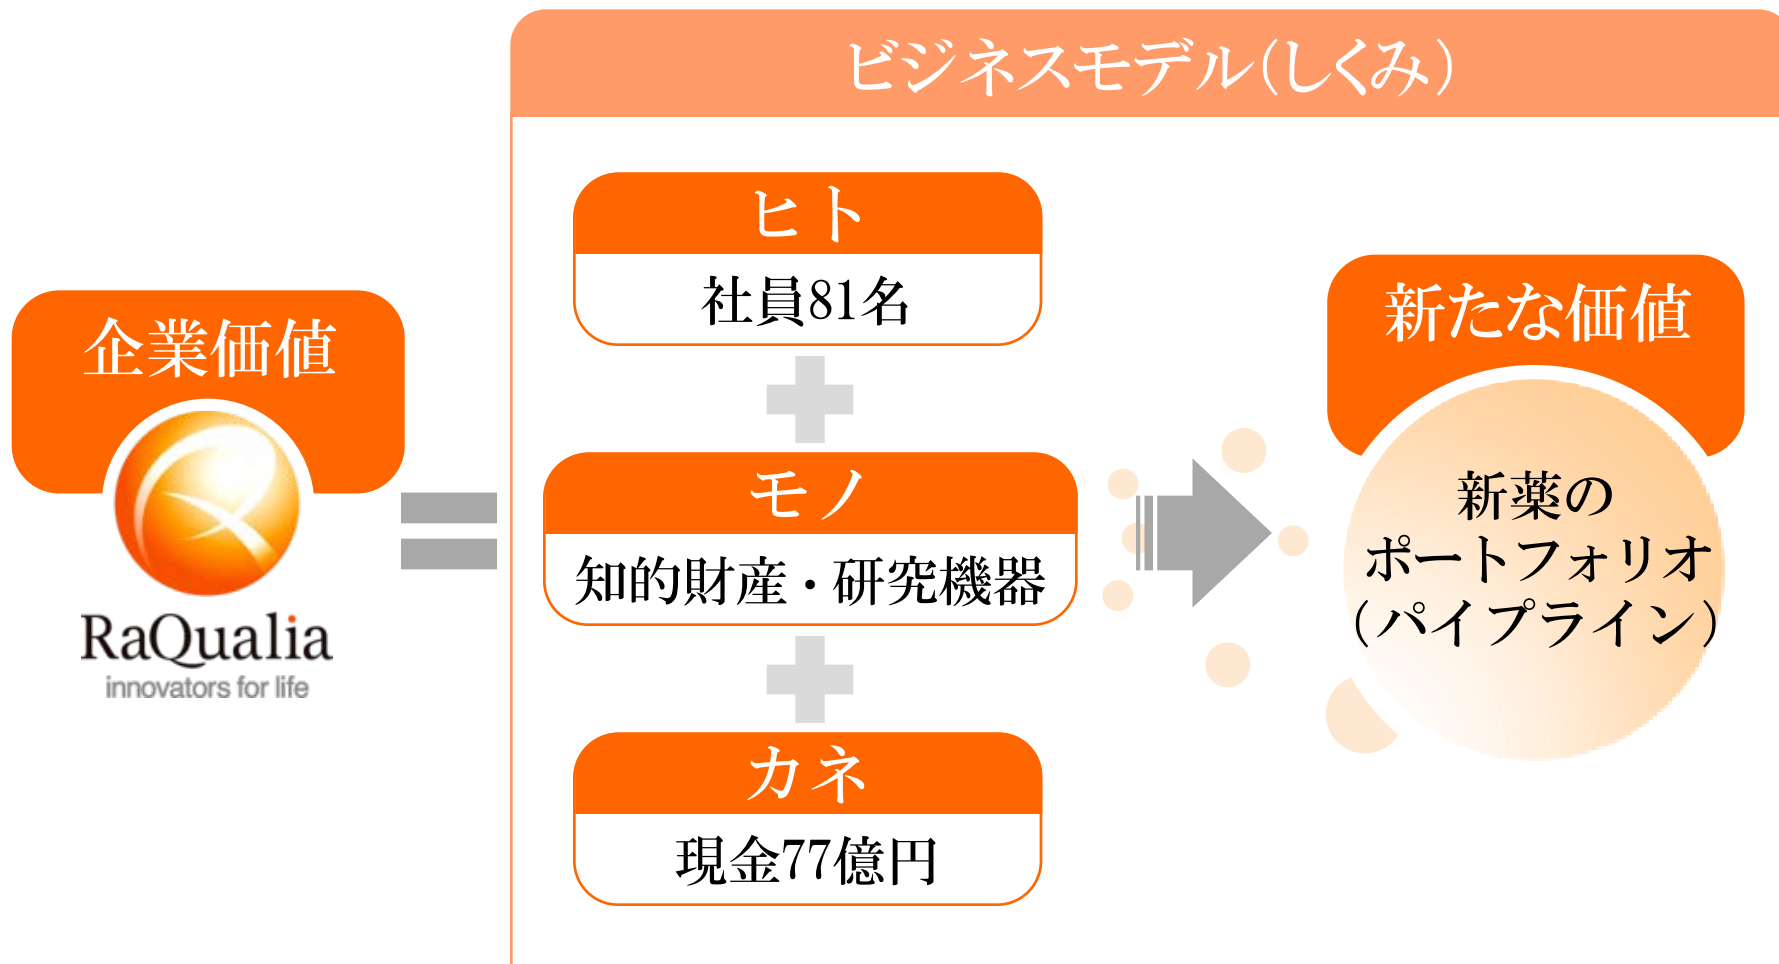 ビジネスモデル(しくみ)
企業価値
RaQualia
innovators for life
ヒト
社員81名
モノ
知的財産・研究機器
カネ
現金77億円
新たな価値
新薬の
ポートフォリオ
(パイプライン)